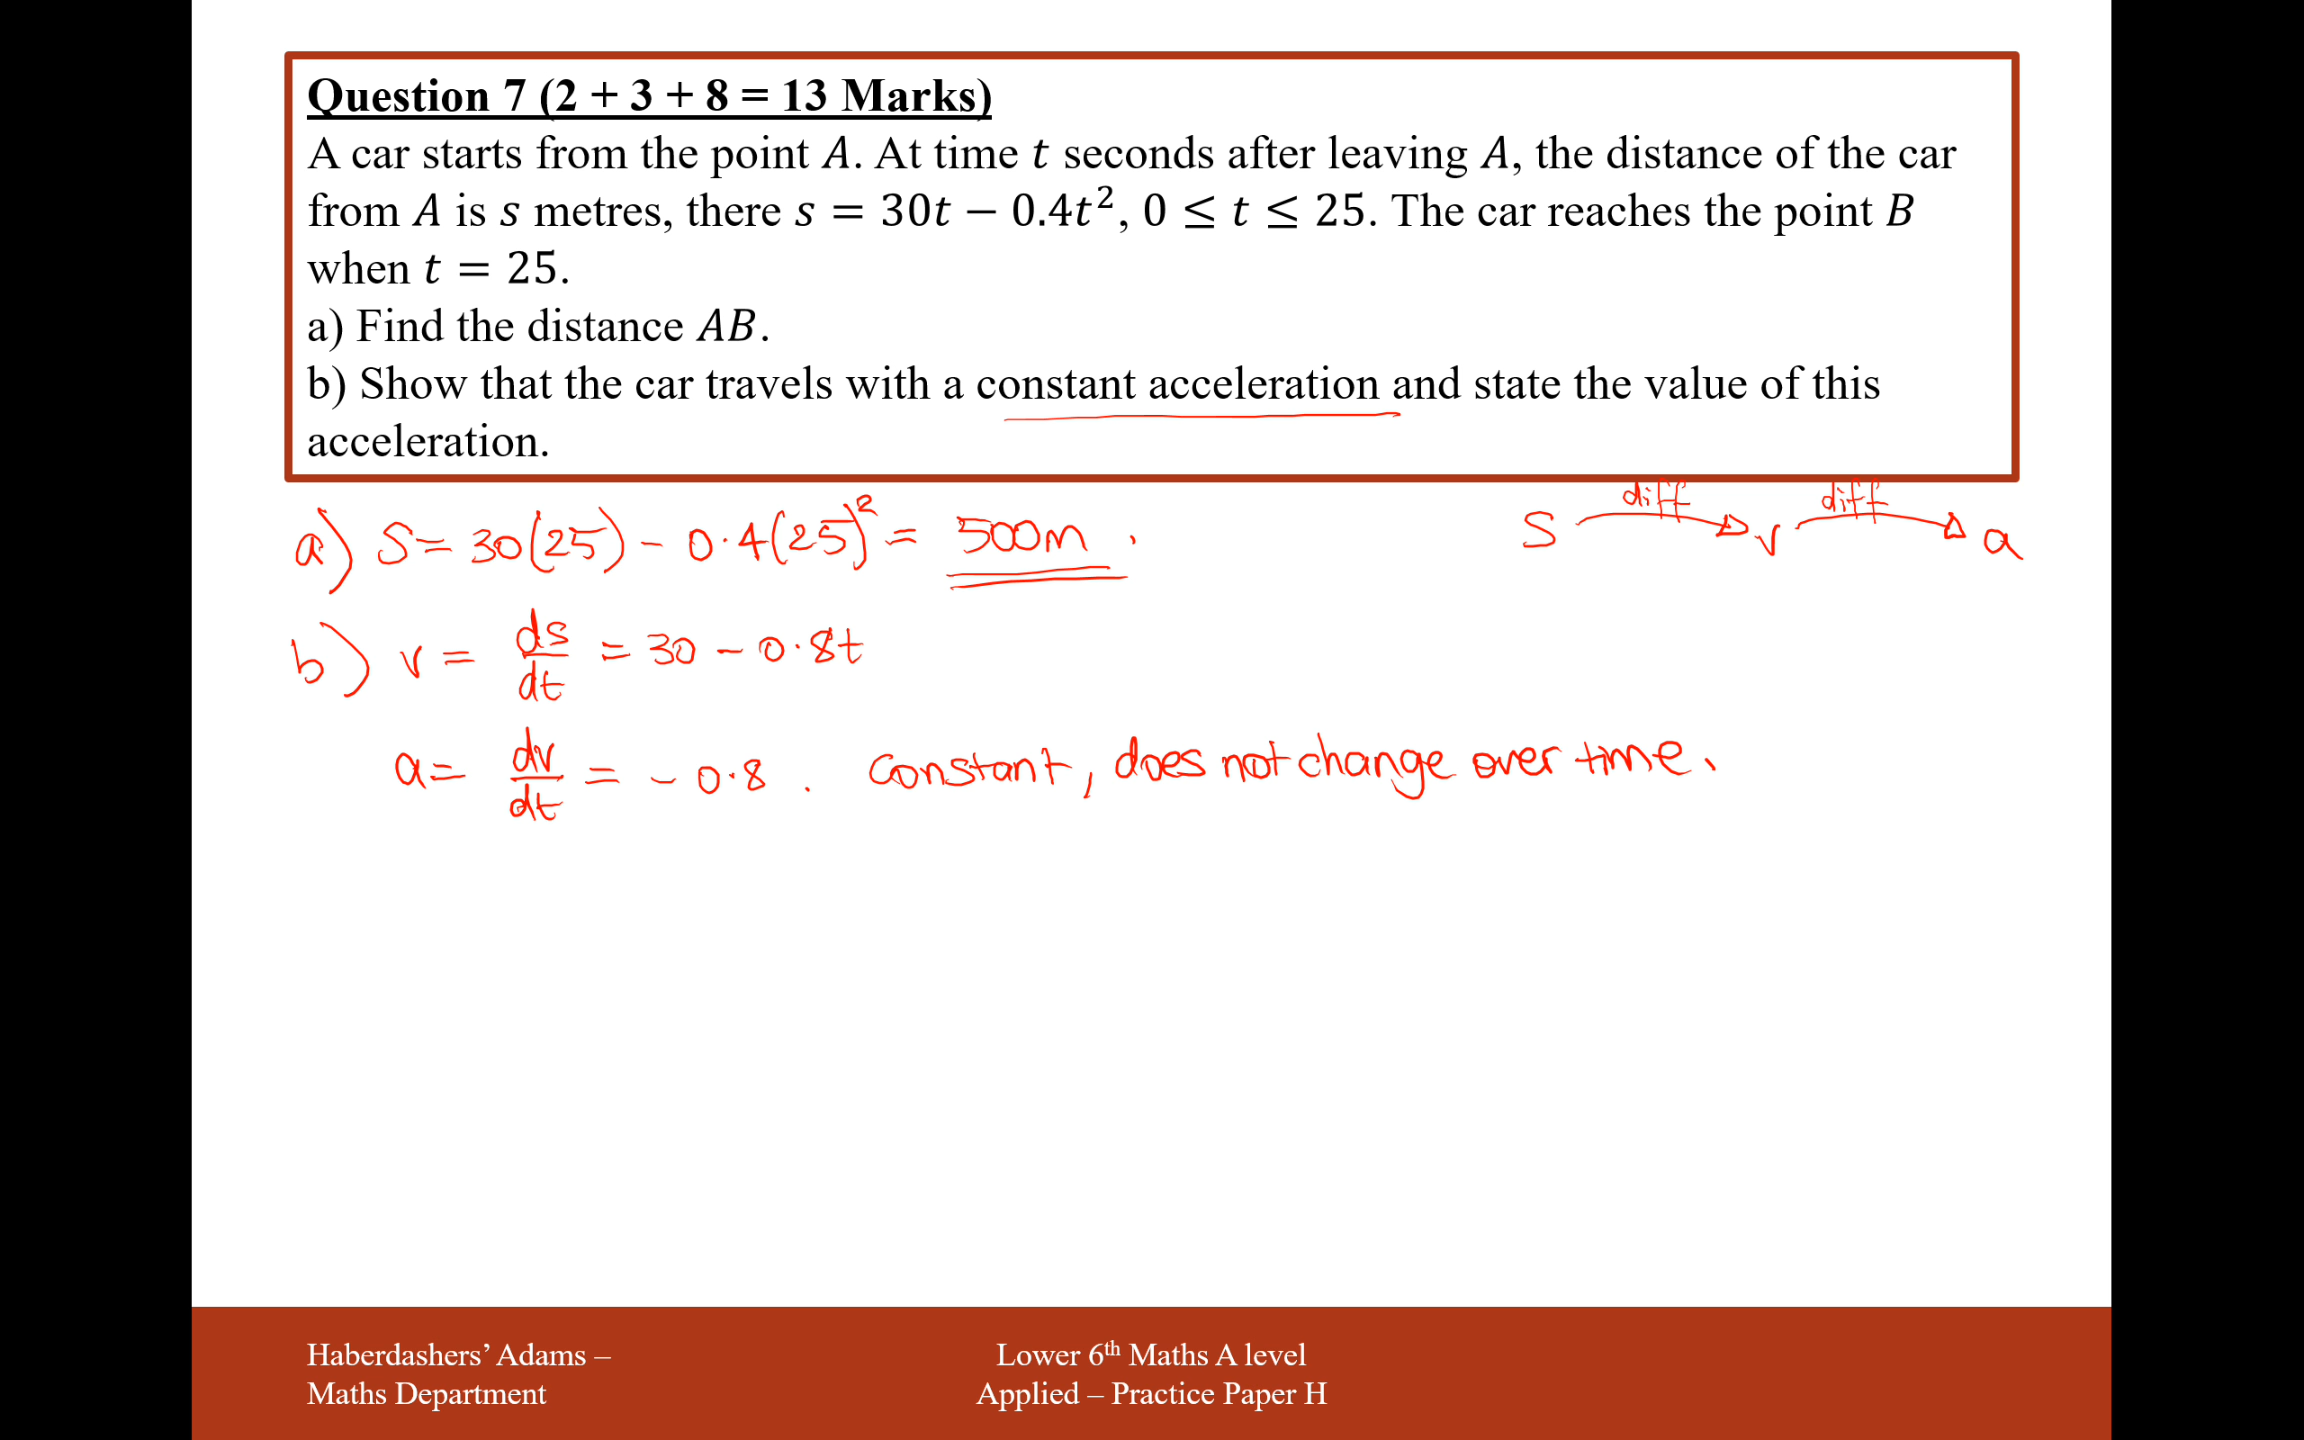 Question 7 (2 + 3 + 8 = 13 Marks)
A car starts from the point A. At time t seconds after leaving A, the distance of the car
from A is s metres, there s = 30t − 0.4t², 0 ≤ t ≤ 25. The car reaches the point B
when t = 25.
a) Find the distance AB.
b) Show that the car travels with a constant acceleration and state the value of this
acceleration.
S diff v diff a
a) S = 30(25) - 0.4(25)² = 500m.
b) v = ds/dt = 30 - 0.8t
a = dv/dt = - 0.8. Constant, does not change over time.
Haberdashers’ Adams –
Maths Department
Lower 6th Maths A level
Applied – Practice Paper H